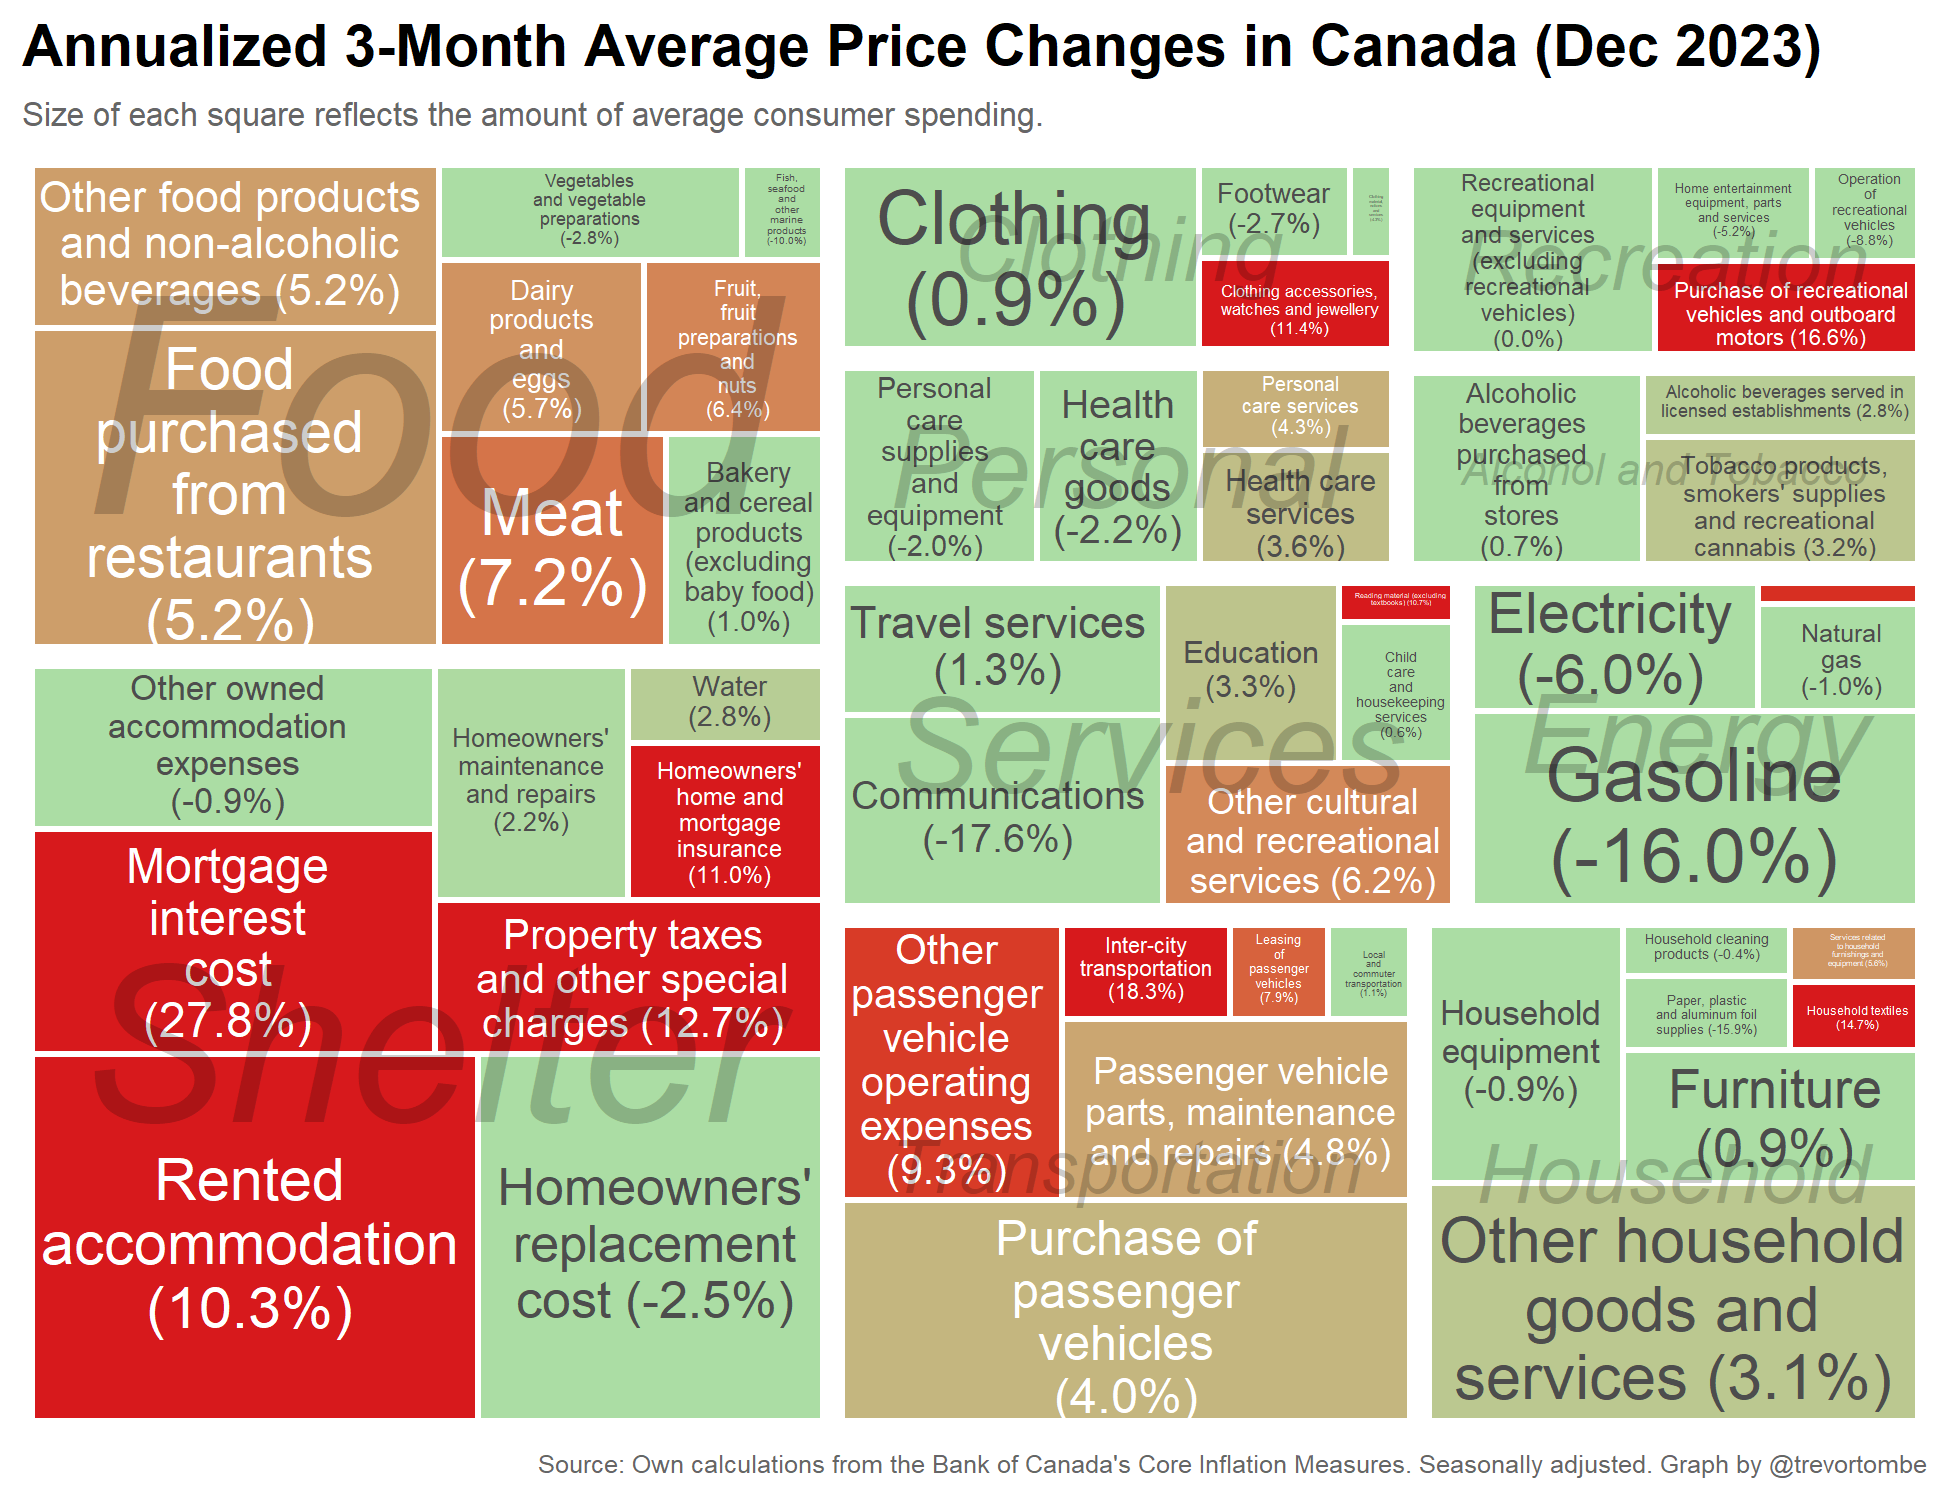 Annualized 3-Month Average Price Changes in Canada (Dec 2023)
Size of each square reflects the amount of average consumer spending.
Food
Other food products
and non-alcoholic
beverages (5.2%)
Food
purchased
from
restaurants
(5.2%)
Vegetables
and vegetable
preparations
(-2.8%)
Fish,
seafood
and
other
marine
products
(-10.0%)
Dairy
products
and
eggs
(5.7%)
Fruit,
fruit
preparations
and
nuts
(6.4%)
Meat
(7.2%)
Bakery
and cereal
products
(excluding
baby food)
(1.0%)
Clothing
Clothing
(0.9%)
Footwear
(-2.7%)
Clothing accessories,
watches and jewellery
(11.4%)
Recreation
Recreational
equipment
and services
(excluding
recreational
vehicles)
(0.0%)
Home entertainment
equipment, parts
and services
(-5.2%)
Operation
of
recreational
vehicles
(-8.8%)
Purchase of recreational
vehicles and outboard
motors (16.6%)
Personal
Personal
care
supplies
and
equipment
(-2.0%)
Health
care
goods
(-2.2%)
Personal
care services
(4.3%)
Health care
services
(3.6%)
Alcohol and Tobacco
Alcoholic
beverages
purchased
from
stores
(0.7%)
Alcoholic beverages served in
licensed establishments (2.8%)
Tobacco products,
smokers' supplies
and recreational
cannabis (3.2%)
Services
Travel services
(1.3%)
Communications
(-17.6%)
Education
(3.3%)
Reading material (excluding
textbooks) (10.7%)
Child
care
and
housekeeping
services
(0.6%)
Other cultural
and recreational
services (6.2%)
Energy
Electricity
(-6.0%)
Natural
gas
(-1.0%)
Gasoline
(-16.0%)
Shelter
Other owned
accommodation
expenses
(-0.9%)
Homeowners'
maintenance
and repairs
(2.2%)
Water
(2.8%)
Homeowners'
home and
mortgage
insurance
(11.0%)
Mortgage
interest
cost
(27.8%)
Property taxes
and other special
charges (12.7%)
Rented
accommodation
(10.3%)
Homeowners'
replacement
cost (-2.5%)
Transportation
Other
passenger
vehicle
operating
expenses
(9.3%)
Inter-city
transportation
(18.3%)
Leasing
of
passenger
vehicles
(7.9%)
Local
and
commuter
transportation
(1.1%)
Passenger vehicle
parts, maintenance
and repairs (4.8%)
Purchase of
passenger
vehicles
(4.0%)
Household
Household
equipment
(-0.9%)
Household cleaning
products (-0.4%)
Services related
to household
furnishings and
equipment (5.6%)
Paper, plastic
and aluminum foil
supplies (-15.9%)
Household textiles
(14.7%)
Furniture
(0.9%)
Other household
goods and
services (3.1%)
Source: Own calculations from the Bank of Canada's Core Inflation Measures. Seasonally adjusted. Graph by @trevortombe